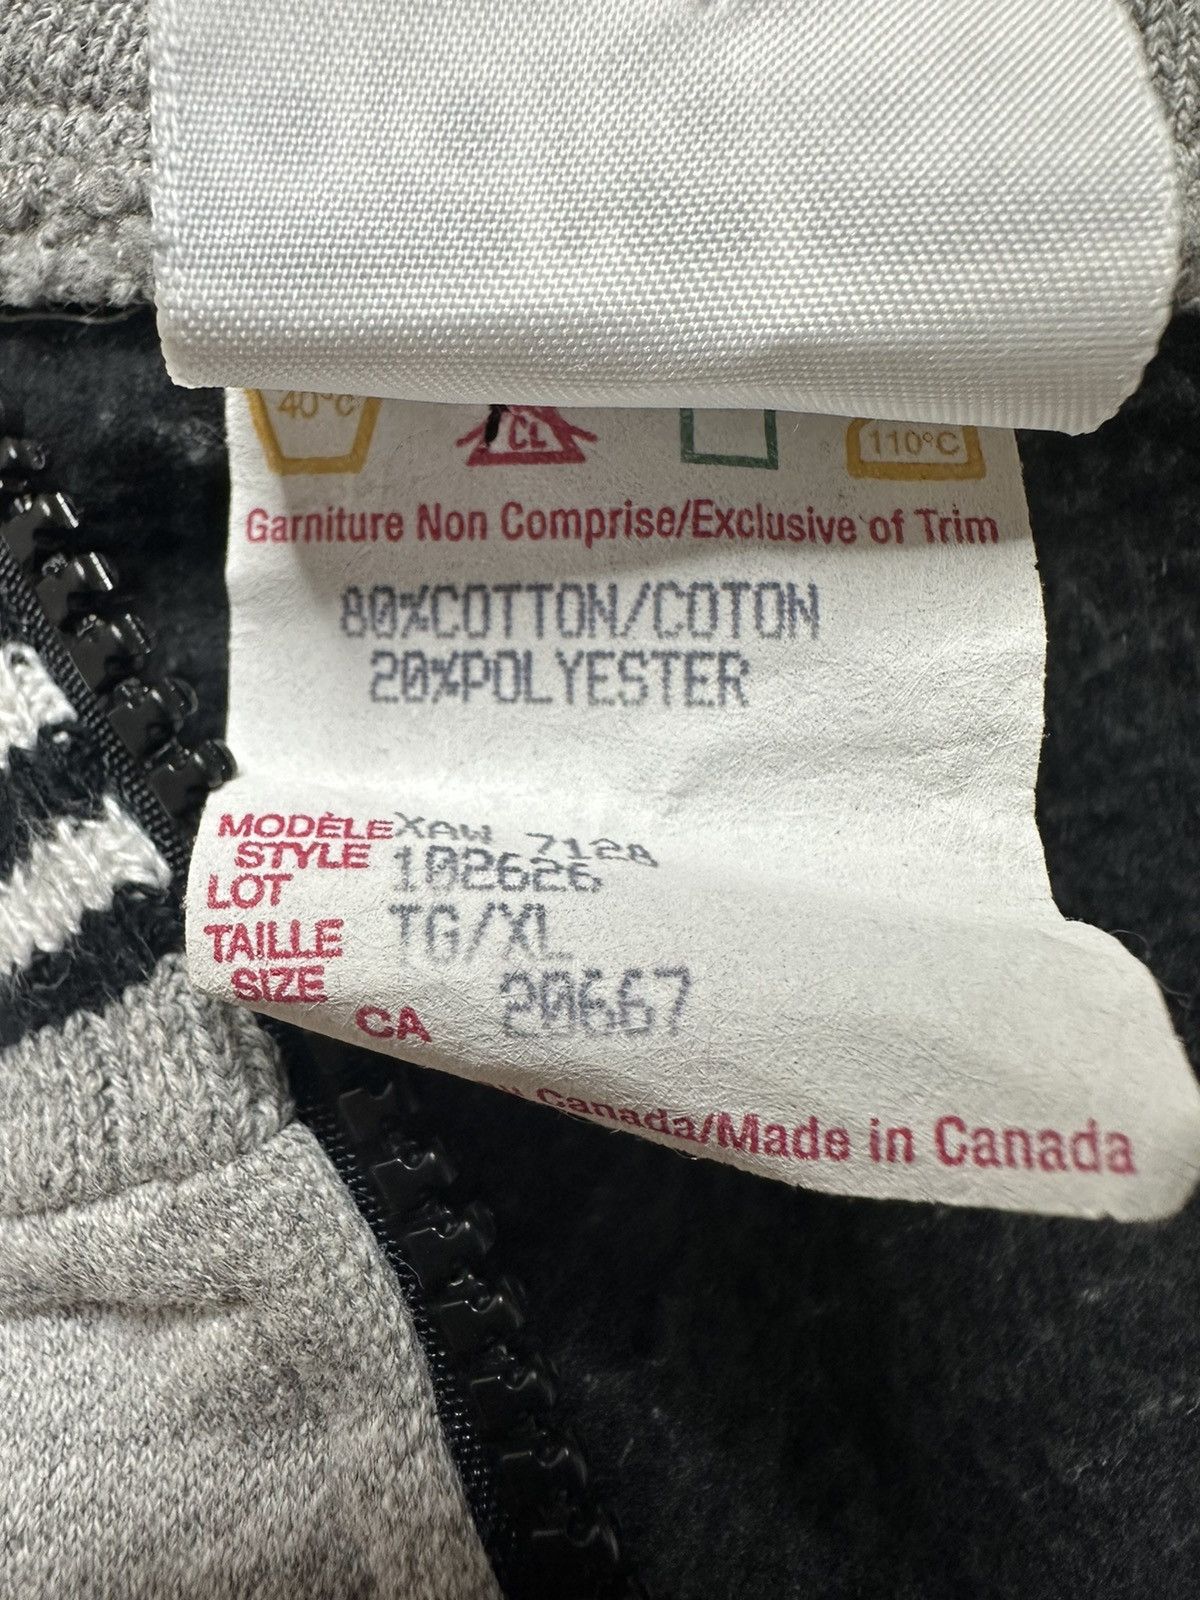 40°C CL 110°C
Garniture Non Comprise/Exclusive of Trim
80%COTTON/COTON
20%POLYESTER
MODÈLE XAW 7128
STYLE 102626
LOT
TAILLE TG/XL
SIZE
CA 20667
Canada/Made in Canada